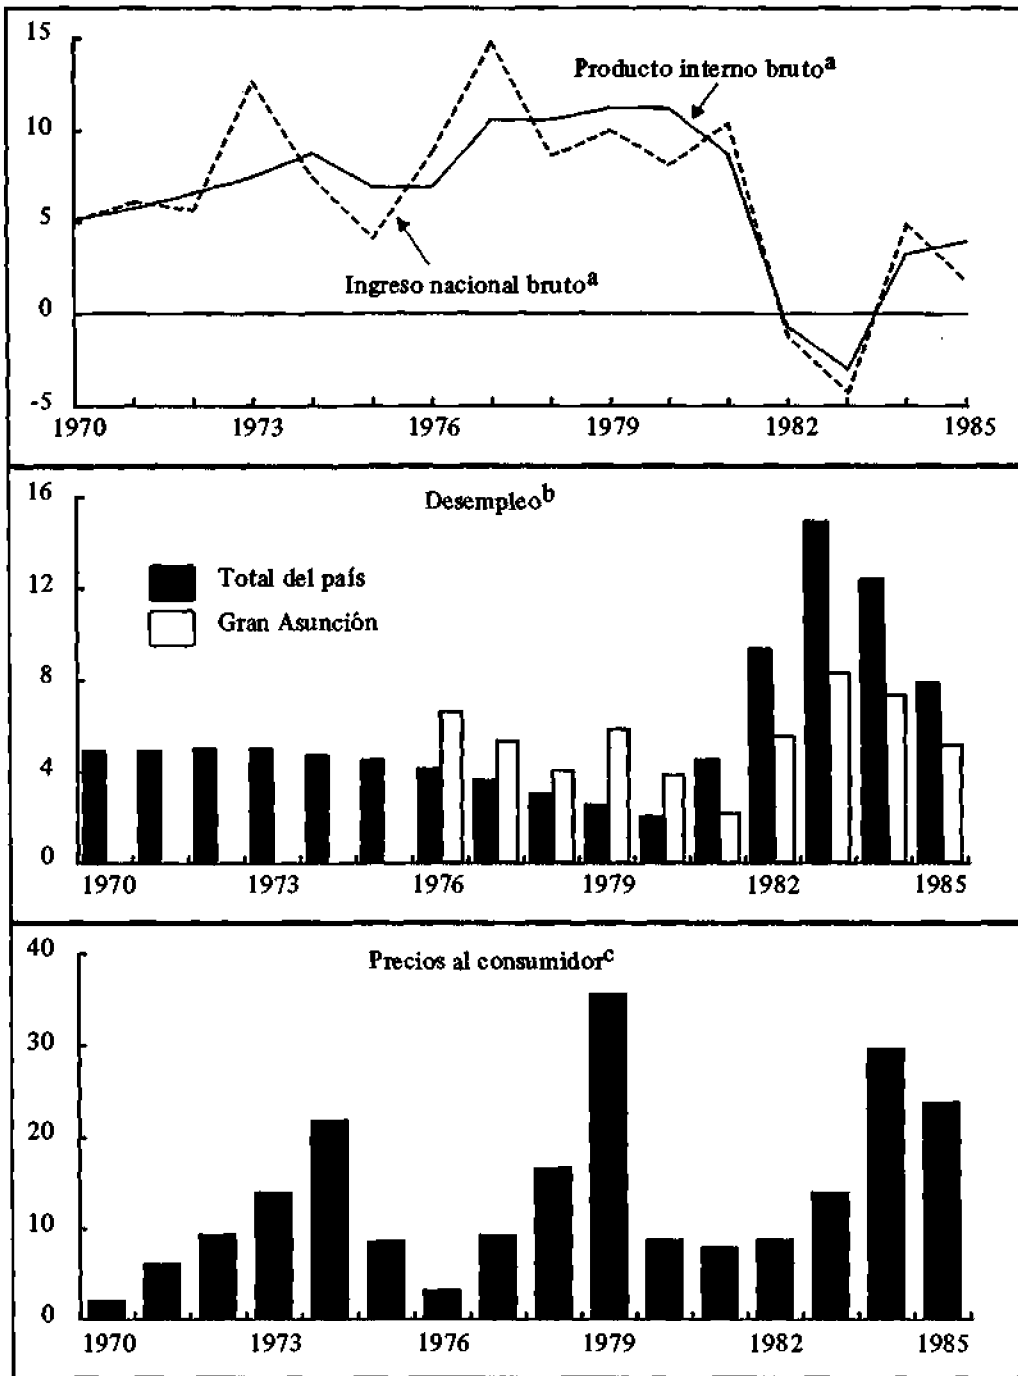 15
Producto interno bruto^a
10
5
Ingreso nacional bruto^a
0
-5
1970 1973 1976 1979 1982 1985
16
Desempleo^b
12
Total del país
Gran Asunción
8
4
0
1970 1973 1976 1979 1982 1985
40
Precios al consumidor^c
30
20
10
0
1970 1973 1976 1979 1982 1985